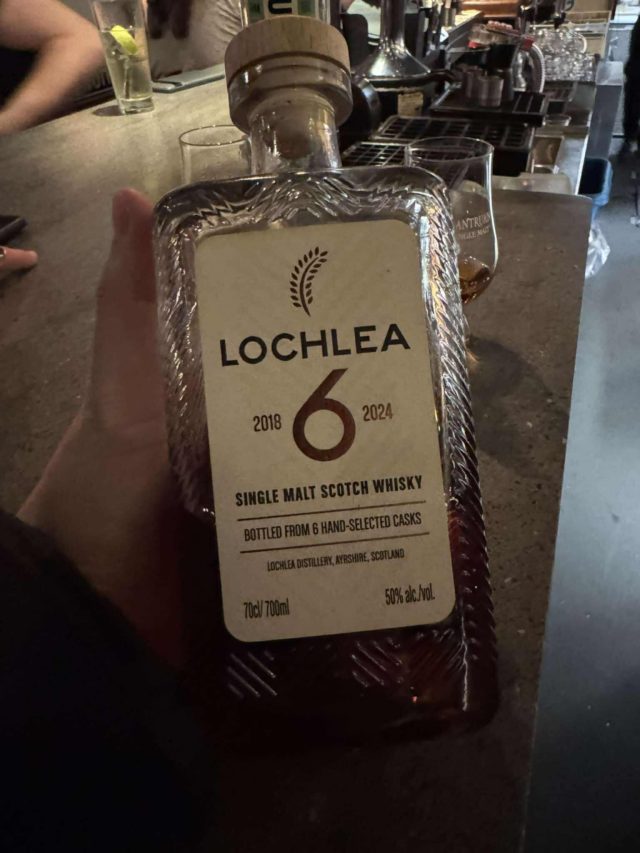 LOCHLEA
2018 6 2024
SINGLE MALT SCOTCH WHISKY
BOTTLED FROM 6 HAND-SELECTED CASKS
LOCHLEA DISTILLERY, AYRSHIRE, SCOTLAND
70cl/700ml 50% alc./vol.